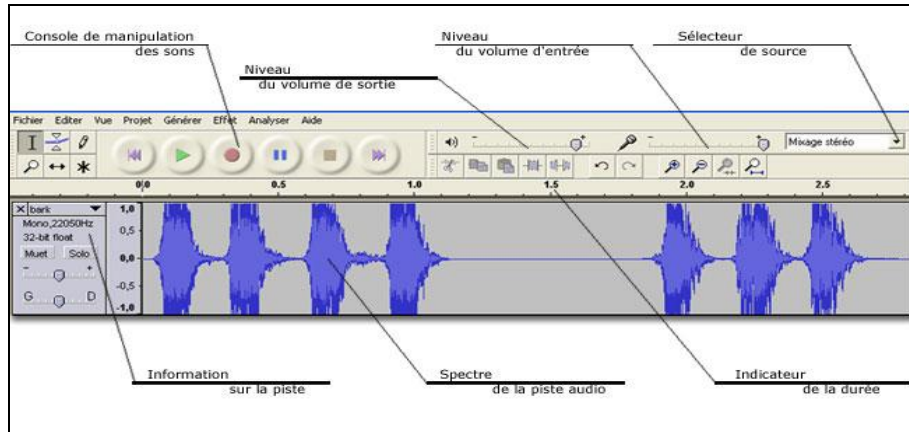 Console de manipulation
des sons
Niveau
du volume de sortie
Niveau
du volume d'entrée
Sélecteur
de source
Fichier Editer Vue Projet Générer Effet Analyser Aide
Mixage stéréo
0,0 0.5 1.0 1.5 2.0 2.5
bark
Mono,22050Hz
32-bit float
Muet Solo
- +
G D
1,0
0,5
0,0
-0,5
-1,0
Information
sur la piste
Spectre
de la piste audio
Indicateur
de la durée